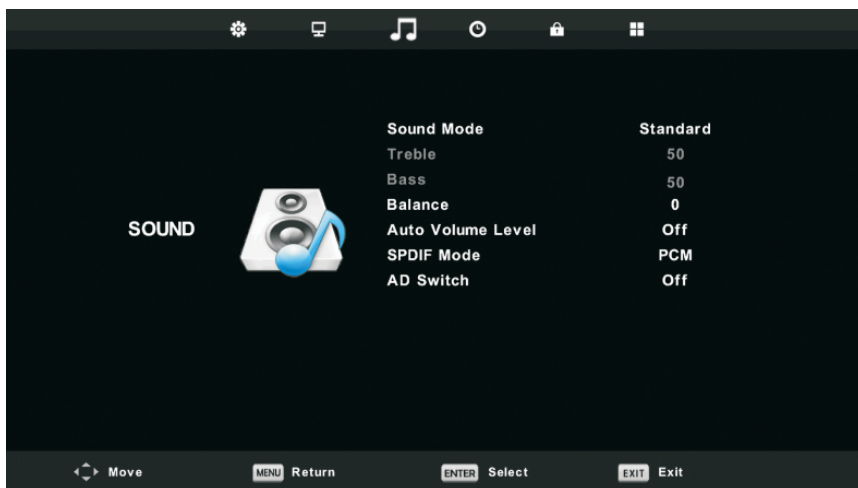 Sound Mode Standard
Treble 50
Bass 50
Balance 0
SOUND
Auto Volume Level Off
SPDIF Mode PCM
AD Switch Off
Move MENU Return ENTER Select EXIT Exit